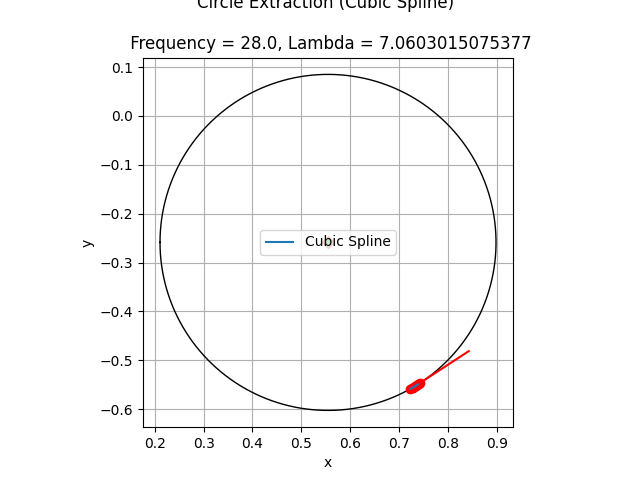 Circle Extraction (Cubic Spline)
Frequency = 28.0, Lambda = 7.0603015075377
0.1
0.0
−0.1
−0.2
−0.3
−0.4
−0.5
−0.6
y
Cubic Spline
0.2 0.3 0.4 0.5 0.6 0.7 0.8 0.9
x